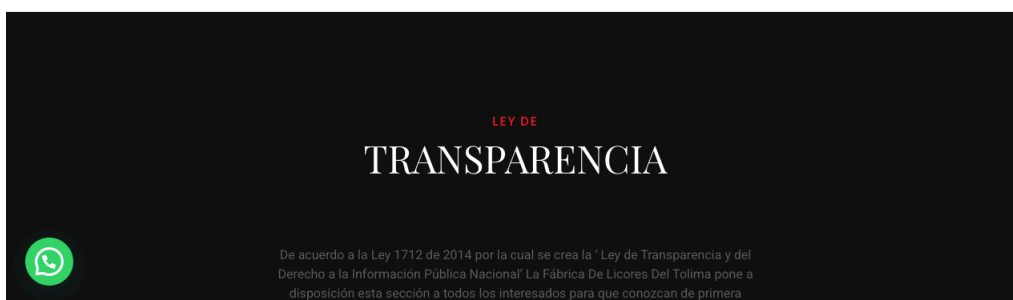 LEY DE
TRANSPARENCIA
De acuerdo a la Ley 1712 de 2014 por la cual se crea la ‘ Ley de Transparencia y del
Derecho a la Información Pública Nacional’ La Fábrica De Licores Del Tolima pone a
disposición esta sección a todos los interesados para que conozcan de primera